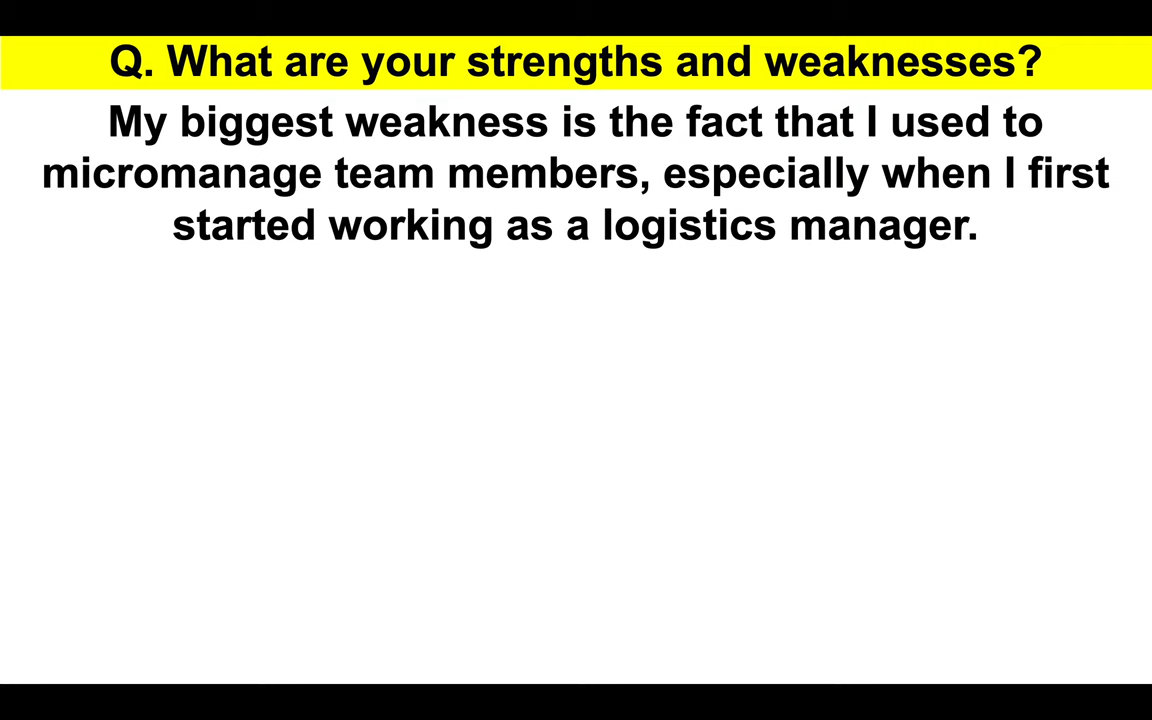 Q. What are your strengths and weaknesses?
My biggest weakness is the fact that I used to
micromanage team members, especially when I first
started working as a logistics manager.